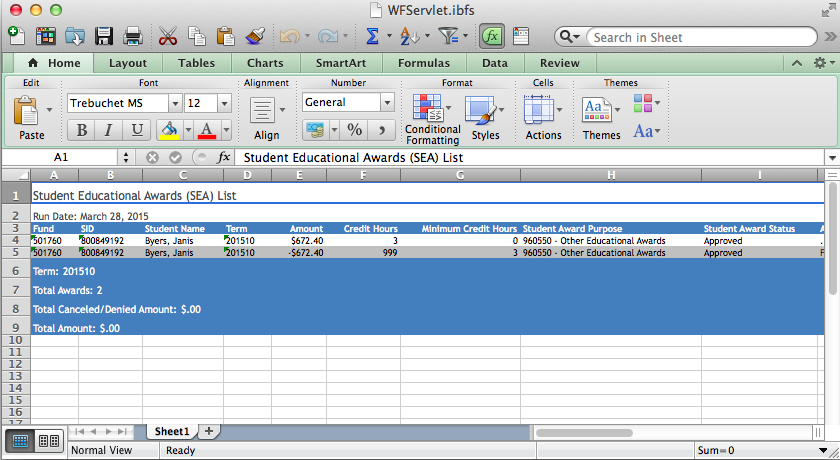 WFServlet.ibfs
Search in Sheet
Home Layout Tables Charts SmartArt Formulas Data Review
Edit Font Alignment Number Format Cells Themes
Trebuchet MS 12 General
Paste B I U A Align % Conditional Formatting Styles Actions Themes Aa
A1 fx Student Educational Awards (SEA) List
A B C D E F G H I
1 Student Educational Awards (SEA) List
2 Run Date: March 28, 2015
3 Fund SID Student Name Term Amount Credit Hours Minimum Credit Hours Student Award Purpose Student Award Status A
4 501760 800849192 Byers, Janis 201510 $672.40 3 0 960550 - Other Educational Awards Approved .
5 501760 800849192 Byers, Janis 201510 -$672.40 999 3 960550 - Other Educational Awards Approved F
6 Term: 201510
7 Total Awards: 2
8 Total Canceled/Denied Amount: $.00
9 Total Amount: $.00
10
11
12
13
14
15
16
17
Sheet1
Normal View Ready Sum=0